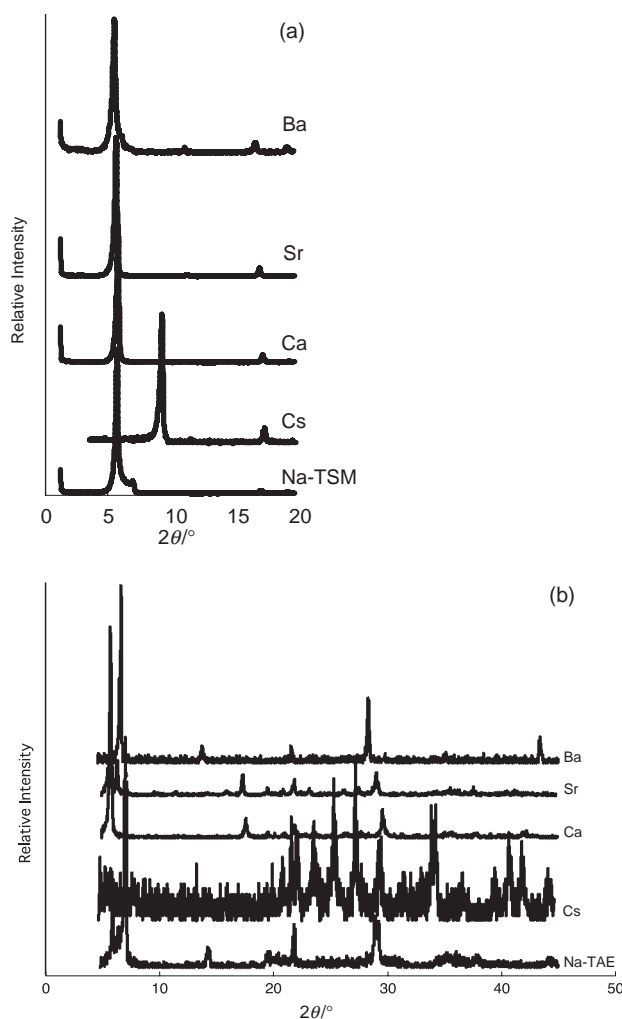 (a)
Ba
Sr
Ca
Cs
Na-TSM
Relative Intensity
0 5 10 15 20
2θ/°
(b)
Ba
Sr
Ca
Cs
Na-TAE
Relative Intensity
0 10 20 30 40 50
2θ/°